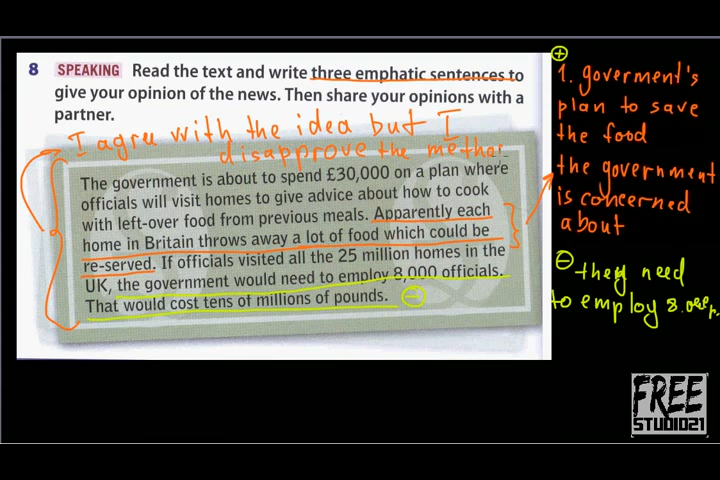 8 SPEAKING Read the text and write three emphatic sentences to
give your opinion of the news. Then share your opinions with a
partner.
I agree with the idea but I
disapprove the method
The government is about to spend £30,000 on a plan where
officials will visit homes to give advice about how to cook
with left-over food from previous meals. Apparently each
home in Britain throws away a lot of food which could be
re-served. If officials visited all the 25 million homes in the
UK, the government would need to employ 8,000 officials.
That would cost tens of millions of pounds. −
+
1. goverment's
plan to save
the food
the government
is concerned
about
− they need
to employ 8.
FREE
STUDIO21